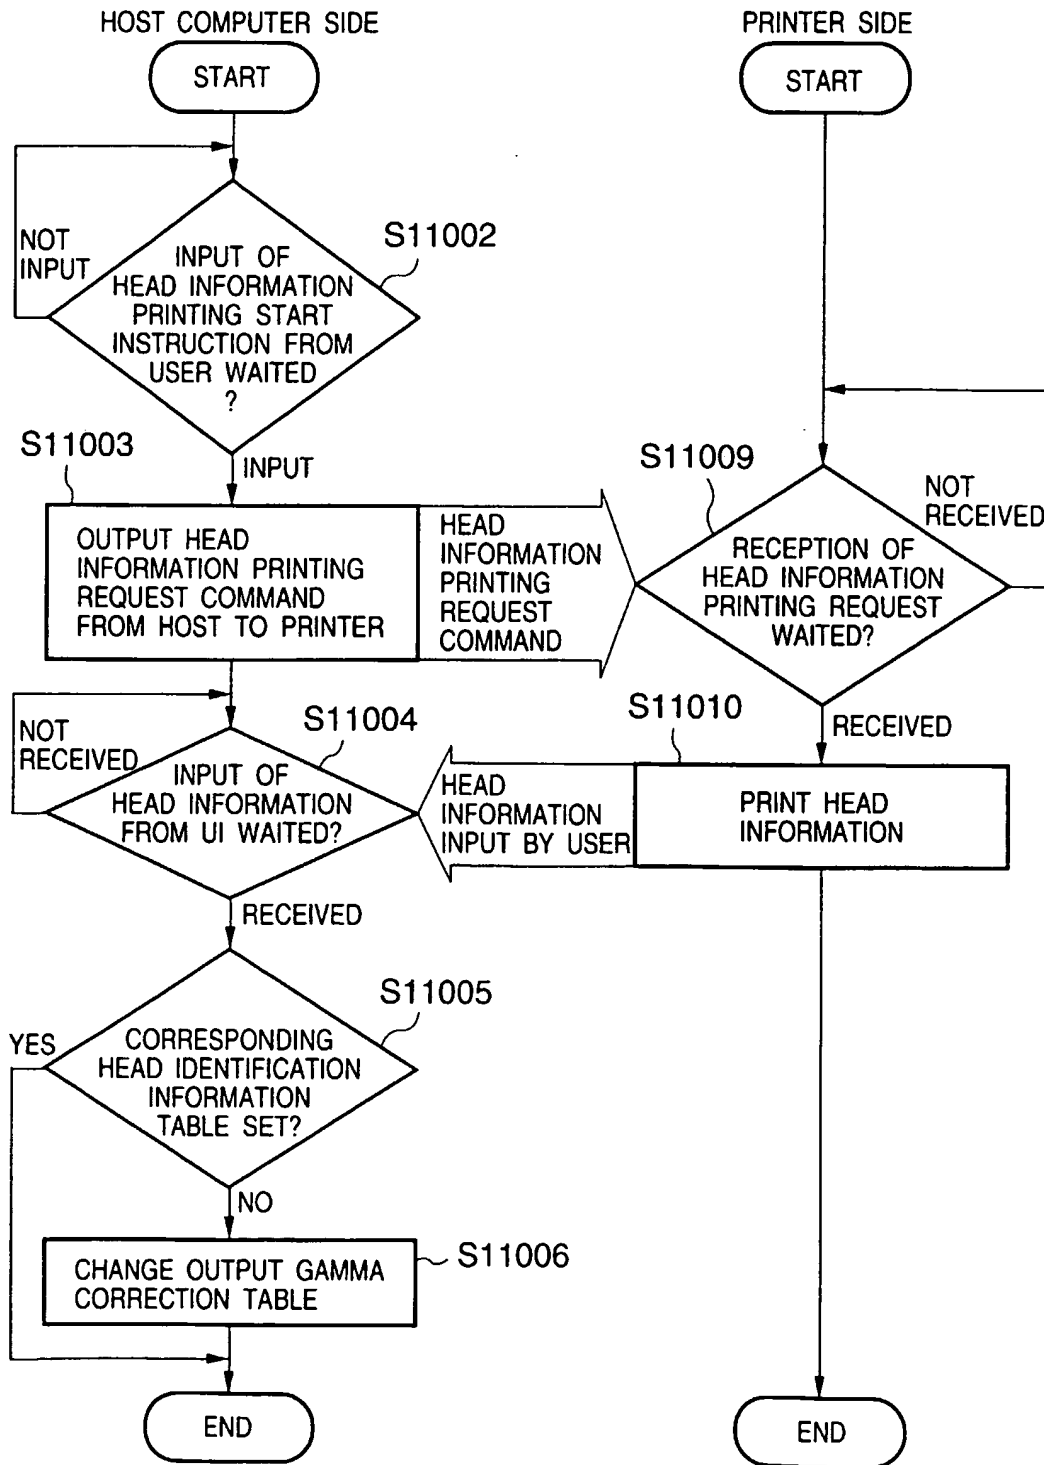 HOST COMPUTER SIDE
START
NOT
INPUT
S11002
INPUT OF
HEAD INFORMATION
PRINTING START
INSTRUCTION FROM
USER WAITED
?
INPUT
S11003
OUTPUT HEAD
INFORMATION PRINTING
REQUEST COMMAND
FROM HOST TO PRINTER
HEAD
INFORMATION
PRINTING
REQUEST
COMMAND
NOT
RECEIVED
S11004
INPUT OF
HEAD INFORMATION
FROM UI WAITED?
RECEIVED
S11005
YES
CORRESPONDING
HEAD IDENTIFICATION
INFORMATION
TABLE SET?
NO
S11006
CHANGE OUTPUT GAMMA
CORRECTION TABLE
END
PRINTER SIDE
START
S11009
NOT
RECEIVED
RECEPTION OF
HEAD INFORMATION
PRINTING REQUEST
WAITED?
RECEIVED
S11010
PRINT HEAD
INFORMATION
HEAD
INFORMATION
INPUT BY USER
END